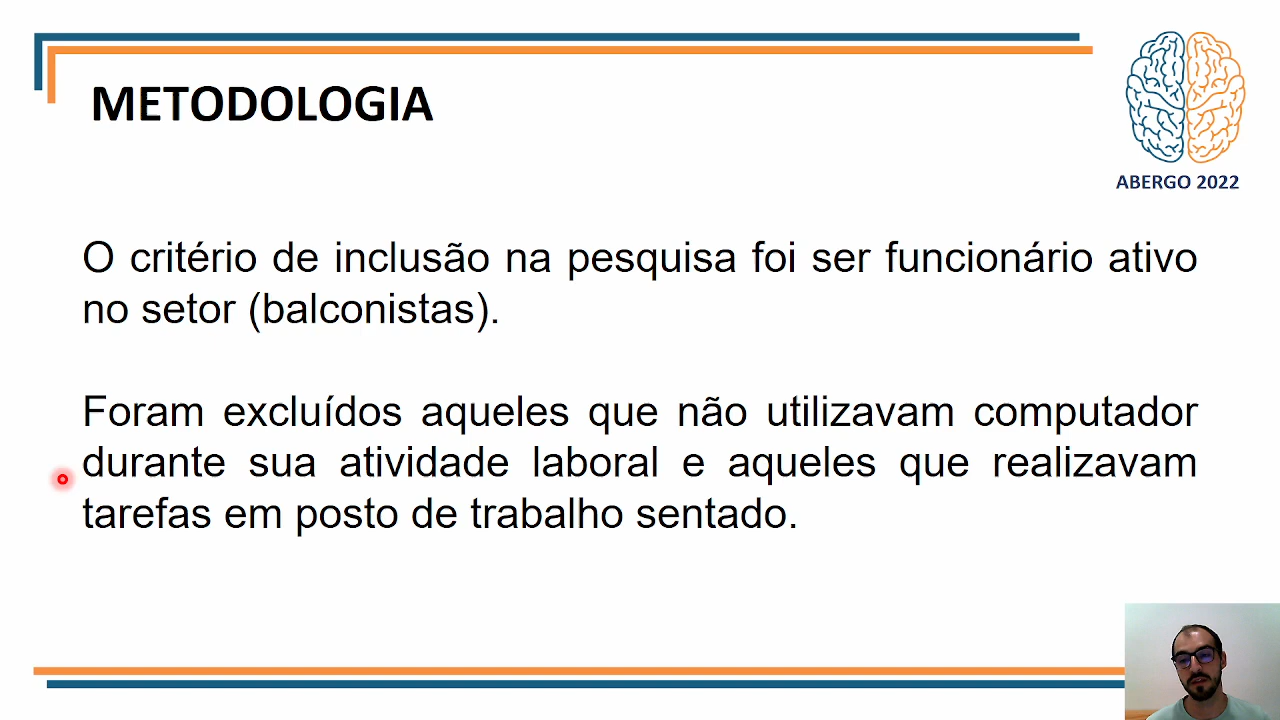 METODOLOGIA
ABERGO 2022
O critério de inclusão na pesquisa foi ser funcionário ativo
no setor (balconistas).
Foram excluídos aqueles que não utilizavam computador
durante sua atividade laboral e aqueles que realizavam
tarefas em posto de trabalho sentado.